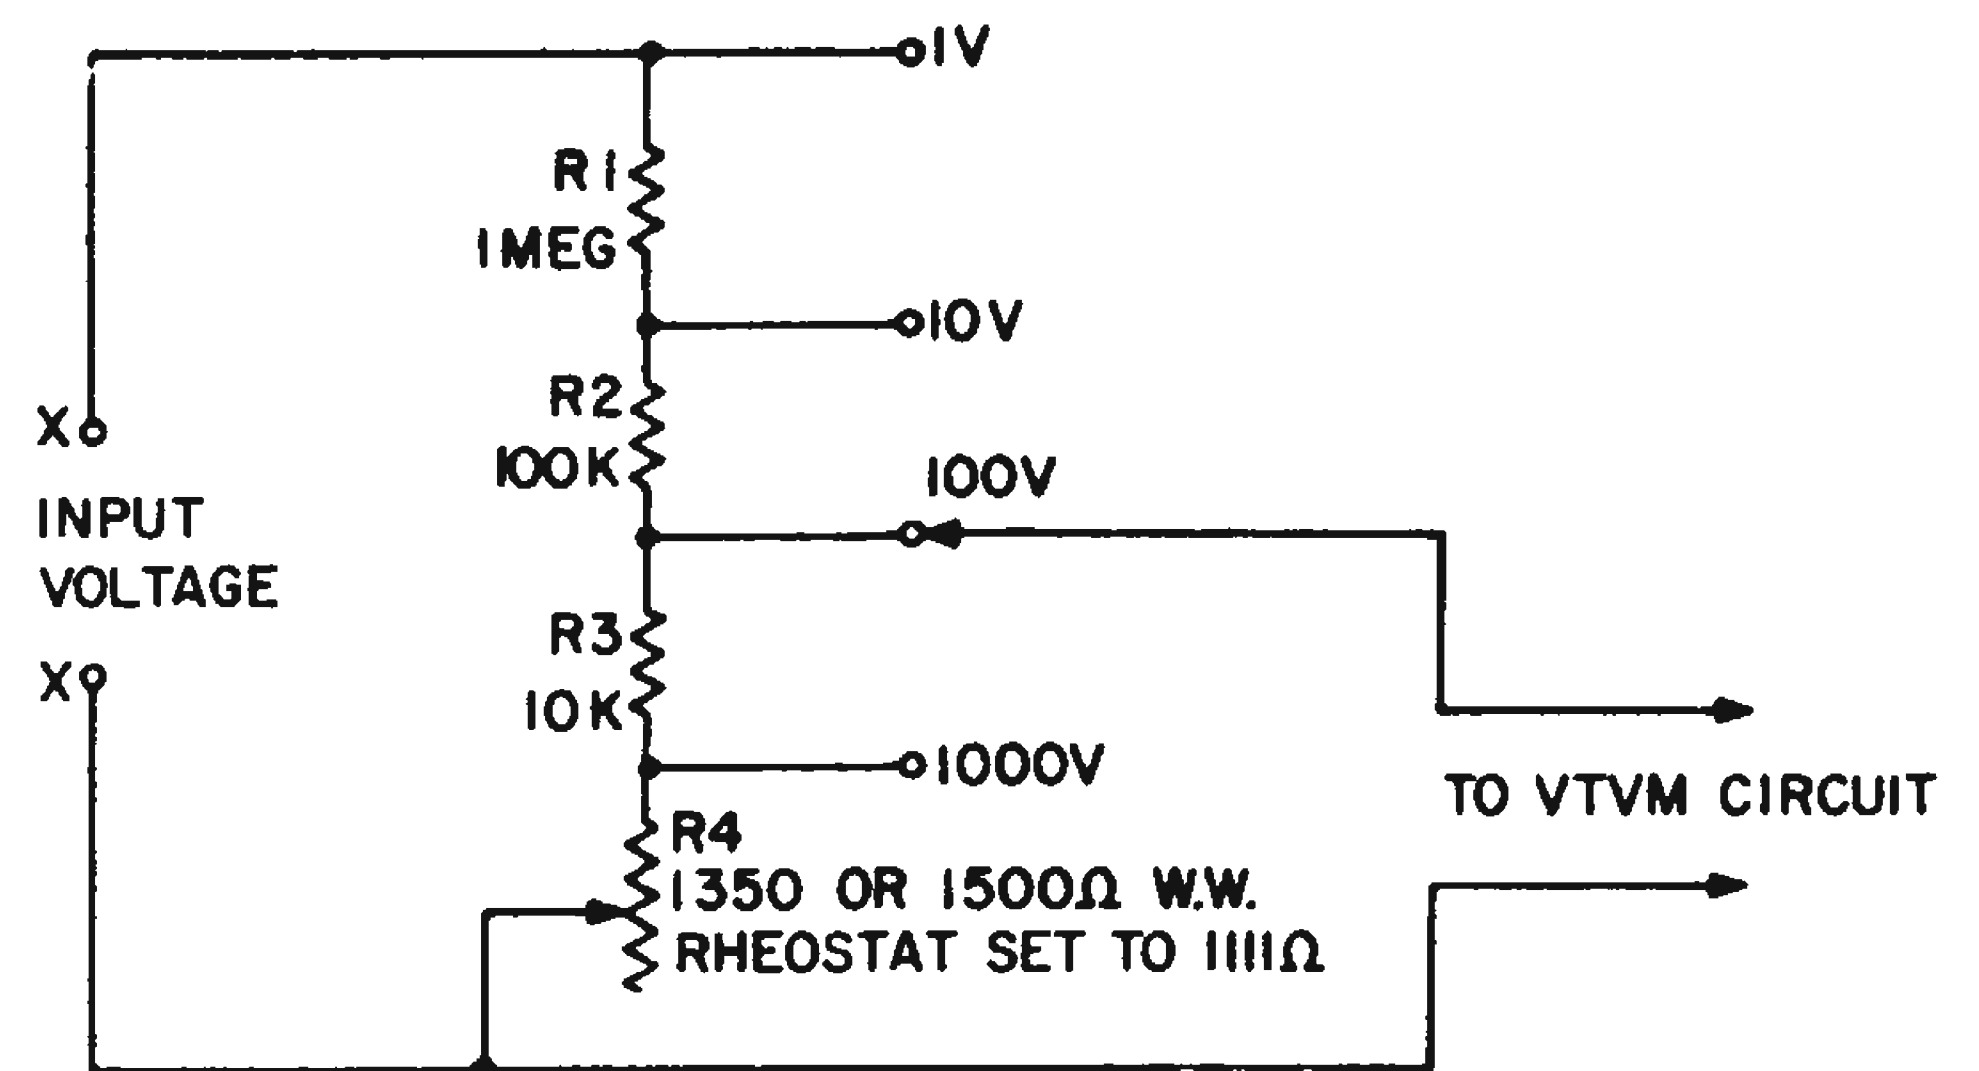 1V
R1
1MEG
10V
R2
100K
100V
X
INPUT
VOLTAGE
X
R3
10K
1000V
TO VTVM CIRCUIT
R4
1350 OR 1500Ω W.W.
RHEOSTAT SET TO 1111Ω